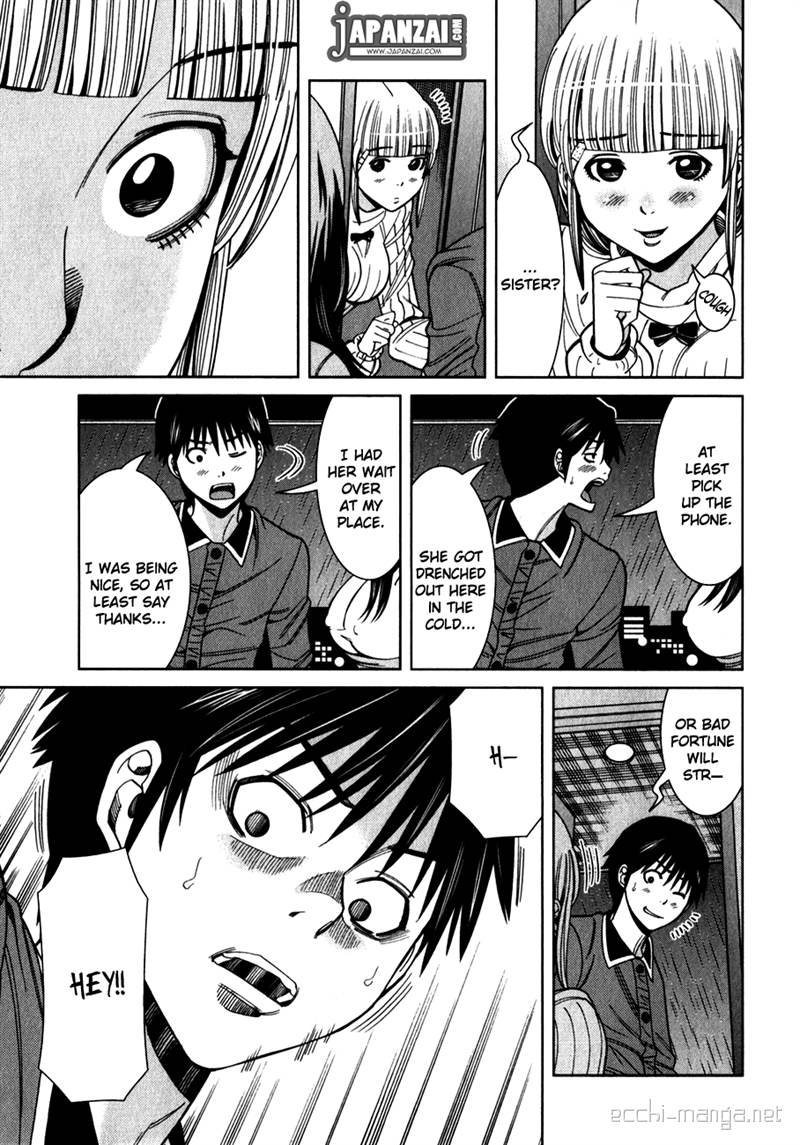 JAPANZAI
.COM
WWW.JAPANZAI.COM
...
SISTER?
COUGH
AT
LEAST
PICK
UP THE
PHONE.
SHE GOT
DRENCHED
OUT HERE
IN THE
COLD...
I HAD
HER WAIT
OVER
AT MY
PLACE.
I WAS BEING
NICE, SO AT
LEAST SAY
THANKS...
OR BAD
FORTUNE
WILL
STR—
H—
HEY!!
ecchi-manga.net